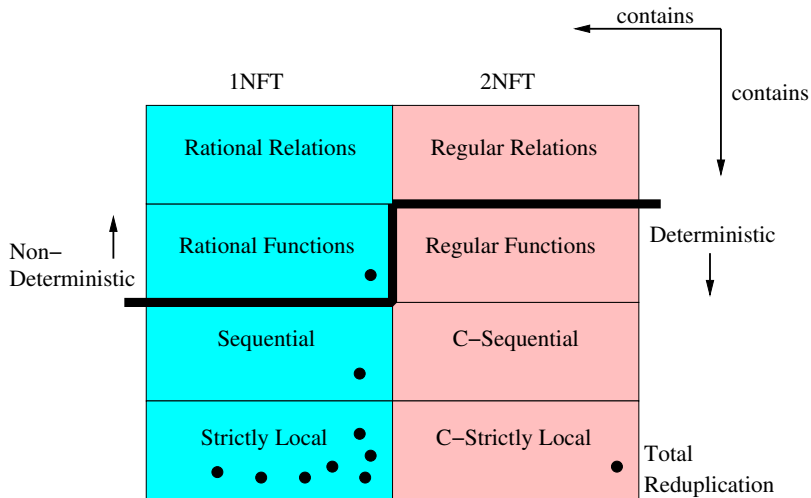 contains
1NFT
2NFT
contains
Rational Relations
Regular Relations
Non-
Deterministic
Rational Functions
Regular Functions
Deterministic
Sequential
C-Sequential
Strictly Local
C-Strictly Local
Total
Reduplication